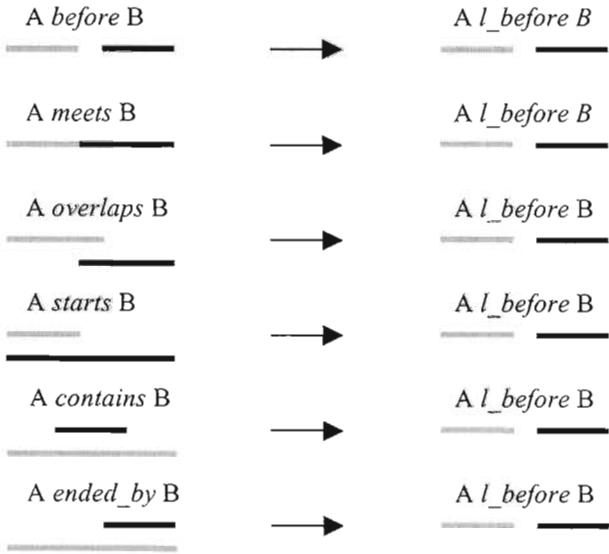 A before B
A l_before B
A meets B
A l_before B
A overlaps B
A l_before B
A starts B
A l_before B
A contains B
A l_before B
A ended_by B
A l_before B